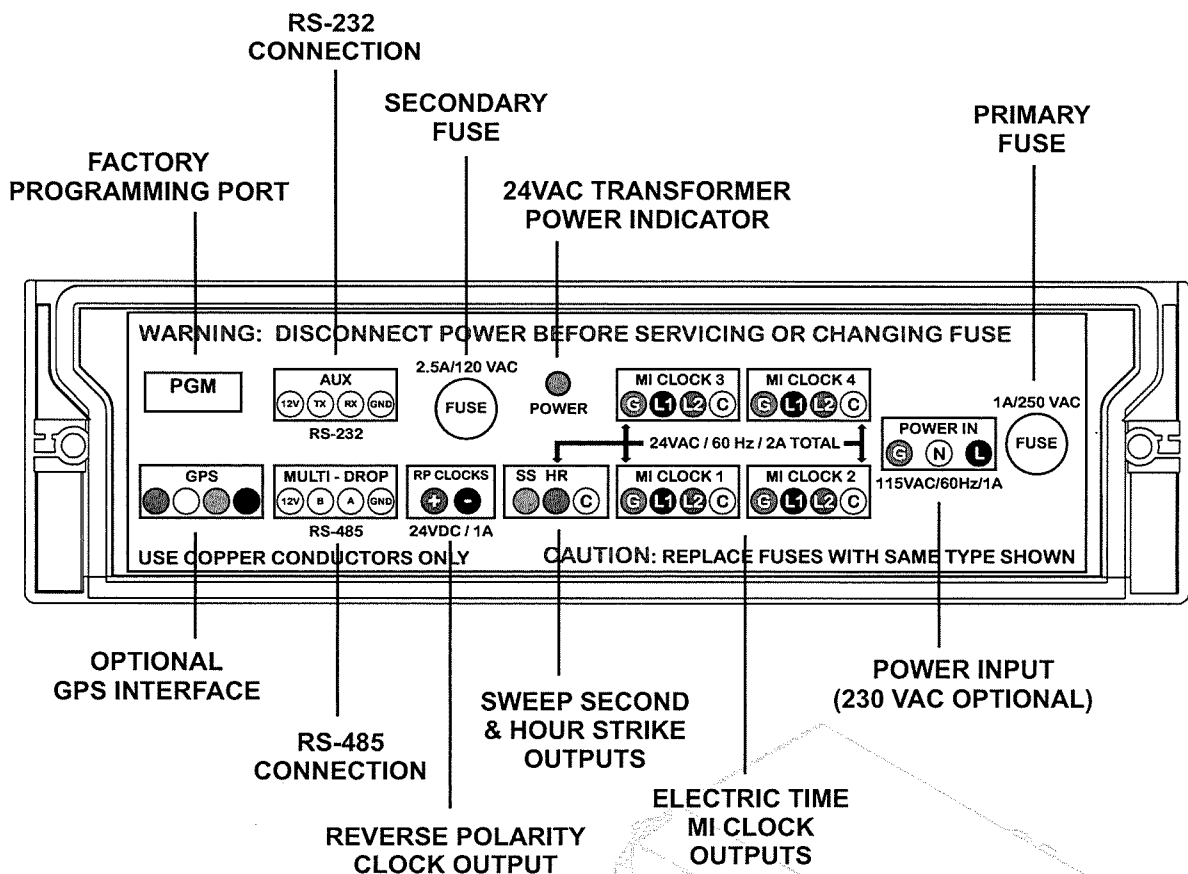 RS-232
CONNECTION
SECONDARY
FUSE
PRIMARY
FUSE
FACTORY
PROGRAMMING PORT
24VAC TRANSFORMER
POWER INDICATOR
WARNING: DISCONNECT POWER BEFORE SERVICING OR CHANGING FUSE
PGM
AUX
12V TX RX GND
RS-232
2.5A/120 VAC
FUSE
POWER
MI CLOCK 3
G L1 L2 C
MI CLOCK 4
G L1 L2 C
24VAC / 60 Hz / 2A TOTAL
POWER IN
G N L
115VAC/60Hz/1A
1A/250 VAC
FUSE
GPS
MULTI - DROP
12V B A GND
RS-485
RP CLOCKS
+ -
24VDC / 1A
SS HR
C
MI CLOCK 1
G L1 L2 C
MI CLOCK 2
G L1 L2 C
USE COPPER CONDUCTORS ONLY
CAUTION: REPLACE FUSES WITH SAME TYPE SHOWN
OPTIONAL
GPS INTERFACE
RS-485
CONNECTION
REVERSE POLARITY
CLOCK OUTPUT
SWEEP SECOND
& HOUR STRIKE
OUTPUTS
ELECTRIC TIME
MI CLOCK
OUTPUTS
POWER INPUT
(230 VAC OPTIONAL)